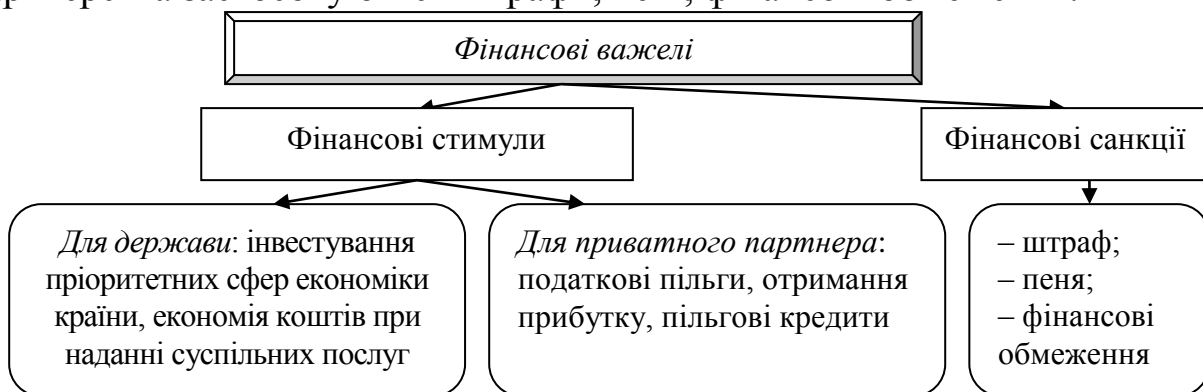 Фінансові важелі
Фінансові стимули
Фінансові санкції
Для держави: інвестування
пріоритетних сфер економіки
країни, економія коштів при
наданні суспільних послуг
Для приватного партнера:
податкові пільги, отримання
прибутку, пільгові кредити
– штраф;
– пеня;
– фінансові
обмеження